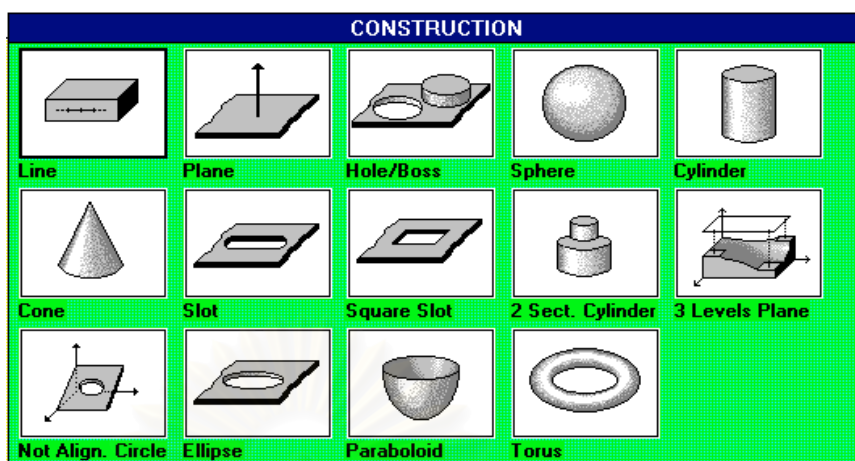 CONSTRUCTION
Line Plane Hole/Boss Sphere Cylinder
Cone Slot Square Slot 2 Sect. Cylinder 3 Levels Plane
Not Align. Circle Ellipse Paraboloid Torus